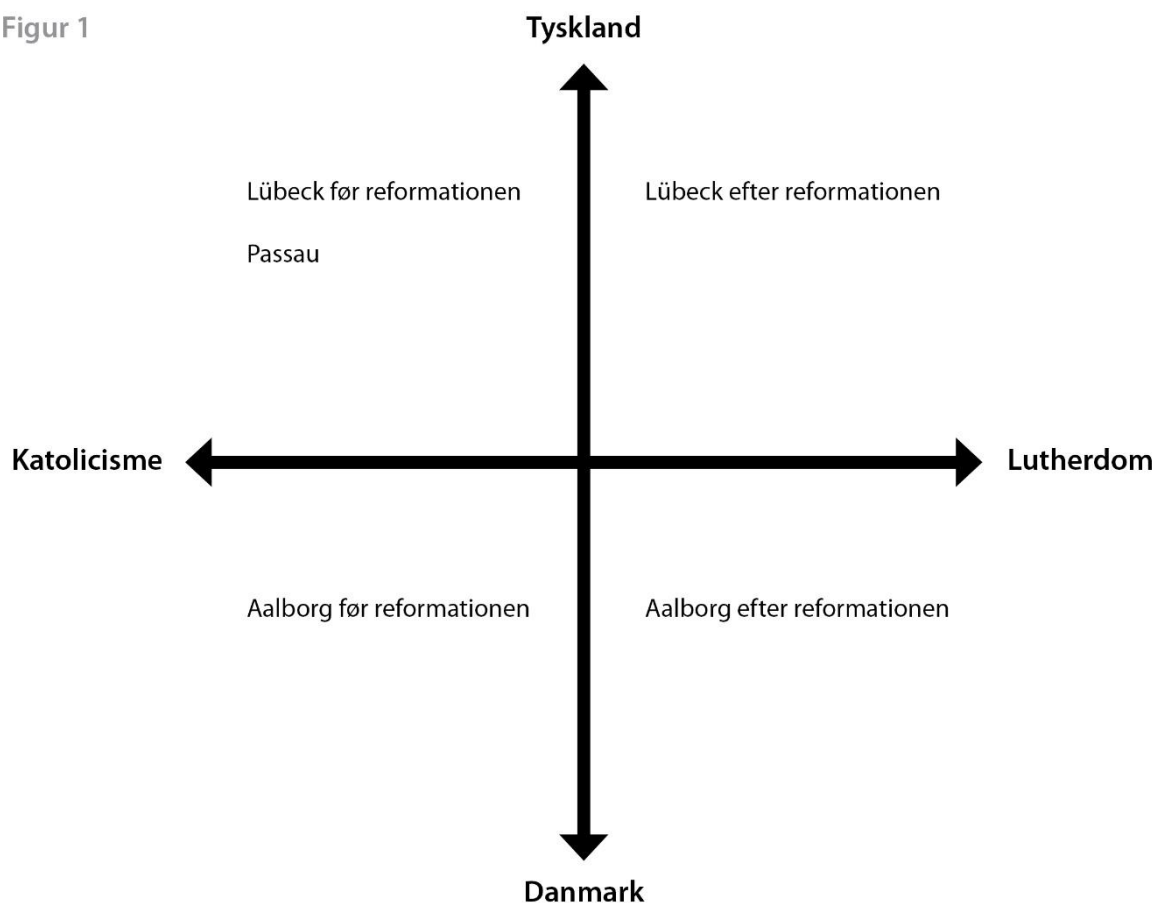 Figur 1
Tyskland
Lübeck før reformationen
Lübeck efter reformationen
Passau
Katolicisme
Lutherdom
Aalborg før reformationen
Aalborg efter reformationen
Danmark